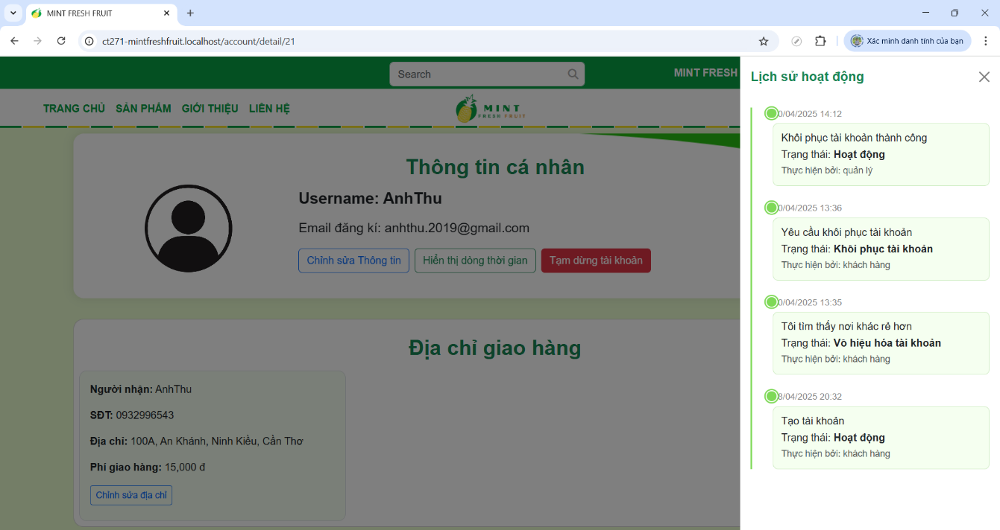 MINT FRESH FRUIT
ct271-mintfreshfruit.localhost/account/detail/21
Xác minh danh tính của bạn
Search
MINT FRESH
TRANG CHỦ SẢN PHẨM GIỚI THIỆU LIÊN HỆ
MINT
FRESH FRUIT
Thông tin cá nhân
Username: AnhThu
Email đăng kí: anhthu.2019@gmail.com
Chỉnh sửa Thông tin
Hiển thị dòng thời gian
Tạm dừng tài khoản
Địa chỉ giao hàng
Người nhận: AnhThu
SĐT: 0932996543
Địa chỉ: 100A, An Khánh, Ninh Kiều, Cần Thơ
Phí giao hàng: 15,000 đ
Chỉnh sửa địa chỉ
Lịch sử hoạt động
0/04/2025 14:12
Khôi phục tài khoản thành công
Trạng thái: Hoạt động
Thực hiện bởi: quản lý
0/04/2025 13:36
Yêu cầu khôi phục tài khoản
Trạng thái: Khôi phục tài khoản
Thực hiện bởi: khách hàng
0/04/2025 13:35
Tôi tìm thấy nơi khác rẻ hơn
Trạng thái: Vô hiệu hóa tài khoản
Thực hiện bởi: khách hàng
8/04/2025 20:32
Tạo tài khoản
Trạng thái: Hoạt động
Thực hiện bởi: khách hàng